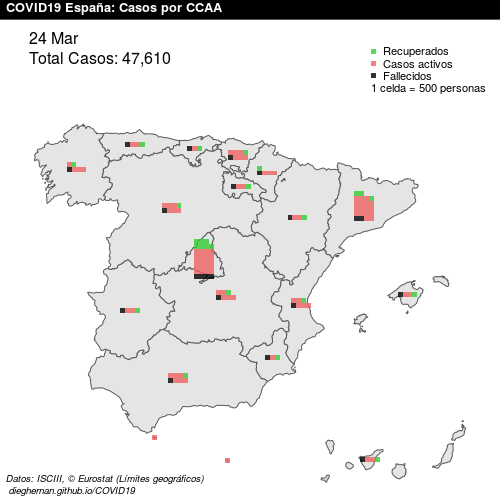 COVID19 España: Casos por CCAA
24 Mar
Total Casos: 47,610
Recuperados
Casos activos
Fallecidos
1 celda = 500 personas
Datos: ISCIII, © Eurostat (Límites geográficos)
dieghernan.github.io/COVID19